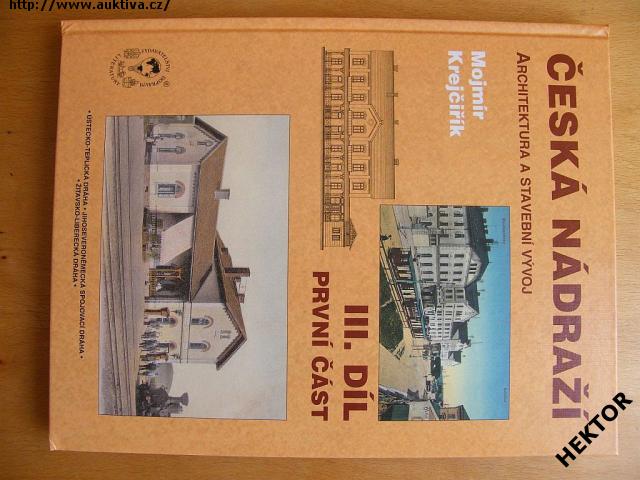 http://www.auktiva.cz/
ČESKÁ NÁDRAŽÍ
ARCHITEKTURA A STAVEBNÍ VÝVOJ
Mojmír
Krejčiřík
III. DÍL
PRVNÍ ČÁST
• ÚSTECKO-TEPLICKÁ DRÁHA • JIHOSEVERONĚMECKÁ SPOJOVACÍ DRÁHA •
• ŽITAVSKO-LIBERECKÁ DRÁHA •
HEKTOR